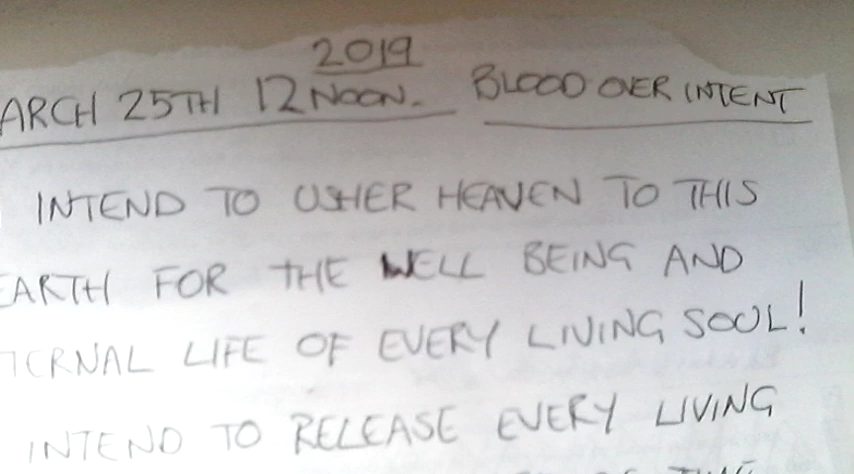 2019
ARCH 25TH 12 NOON. BLOOD OVER INTENT
INTEND TO USHER HEAVEN TO THIS
EARTH FOR THE WELL BEING AND
TERNAL LIFE OF EVERY LIVING SOUL!
INTEND TO RELEASE EVERY LIVING